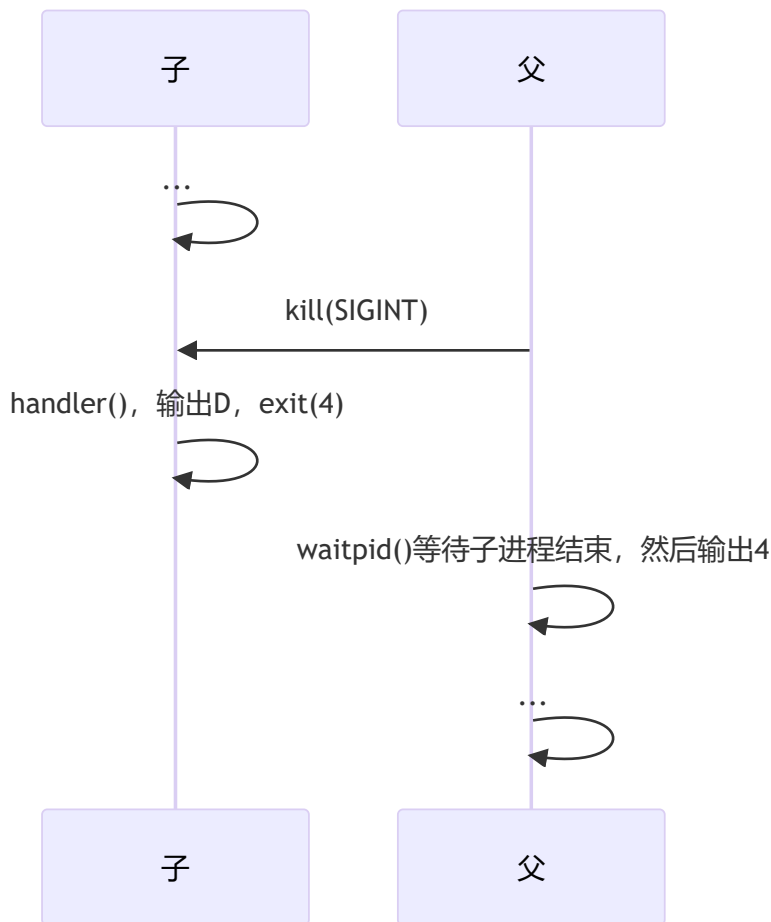 子 父
...
kill(SIGINT)
handler()，输出D，exit(4)
waitpid()等待子进程结束，然后输出4
...
子 父